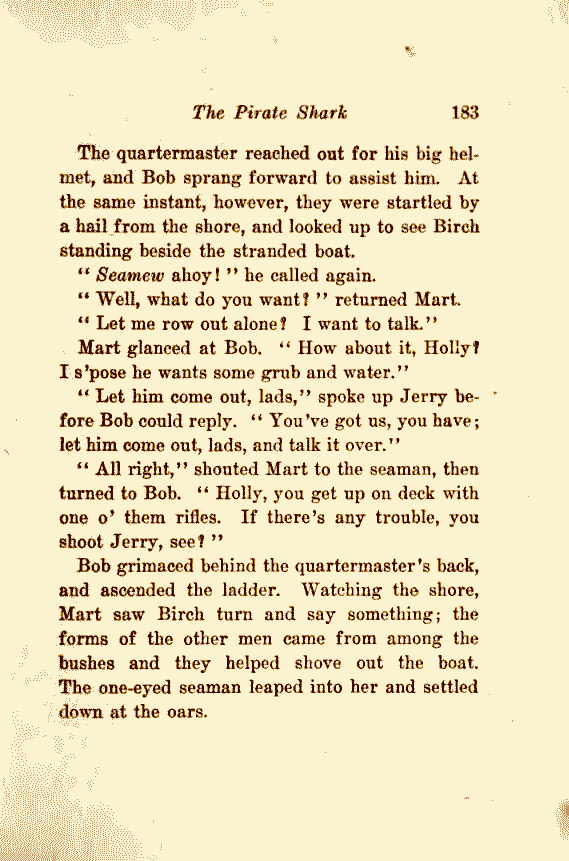 The Pirate Shark 183
The quartermaster reached out for his big hel-
met, and Bob sprang forward to assist him. At
the same instant, however, they were startled by
a hail from the shore, and looked up to see Birch
standing beside the stranded boat.
“ Seamew ahoy! ” he called again.
“ Well, what do you want? ” returned Mart.
“ Let me row out alone? I want to talk.”
Mart glanced at Bob. “ How about it, Holly?
I s’pose he wants some grub and water.”
“ Let him come out, lads,” spoke up Jerry be-
fore Bob could reply. “ You’ve got us, you have;
let him come out, lads, and talk it over.”
“ All right,” shouted Mart to the seaman, then
turned to Bob. “ Holly, you get up on deck with
one o’ them rifles. If there’s any trouble, you
shoot Jerry, see? ”
Bob grimaced behind the quartermaster’s back,
and ascended the ladder. Watching the shore,
Mart saw Birch turn and say something; the
forms of the other men came from among the
bushes and they helped shove out the boat.
The one-eyed seaman leaped into her and settled
down at the oars.